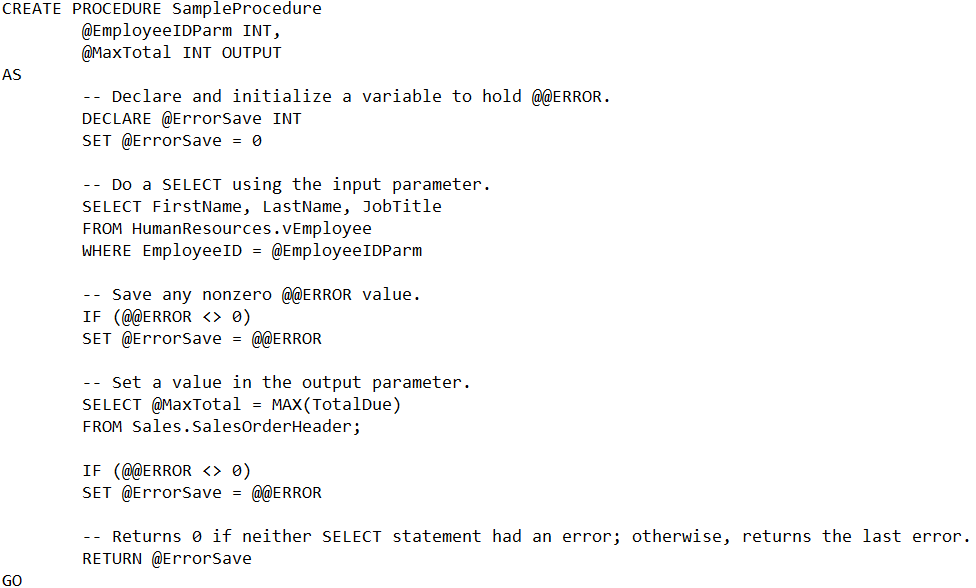 CREATE PROCEDURE SampleProcedure
        @EmployeeIDParm INT,
        @MaxTotal INT OUTPUT
AS
        -- Declare and initialize a variable to hold @@ERROR.
        DECLARE @ErrorSave INT
        SET @ErrorSave = 0

        -- Do a SELECT using the input parameter.
        SELECT FirstName, LastName, JobTitle
        FROM HumanResources.vEmployee
        WHERE EmployeeID = @EmployeeIDParm

        -- Save any nonzero @@ERROR value.
        IF (@@ERROR <> 0)
        SET @ErrorSave = @@ERROR

        -- Set a value in the output parameter.
        SELECT @MaxTotal = MAX(TotalDue)
        FROM Sales.SalesOrderHeader;

        IF (@@ERROR <> 0)
        SET @ErrorSave = @@ERROR

        -- Returns 0 if neither SELECT statement had an error; otherwise, returns the last error.
        RETURN @ErrorSave
GO